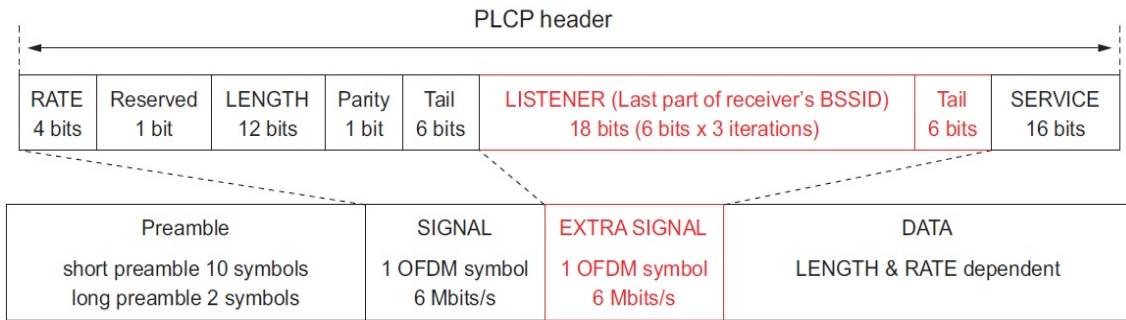 PLCP header
RATE Reserved LENGTH Parity Tail LISTENER (Last part of receiver's BSSID) Tail SERVICE
4 bits 1 bit 12 bits 1 bit 6 bits 18 bits (6 bits x 3 iterations) 6 bits 16 bits
Preamble SIGNAL EXTRA SIGNAL DATA
short preamble 10 symbols 1 OFDM symbol 1 OFDM symbol LENGTH & RATE dependent
long preamble 2 symbols 6 Mbits/s 6 Mbits/s